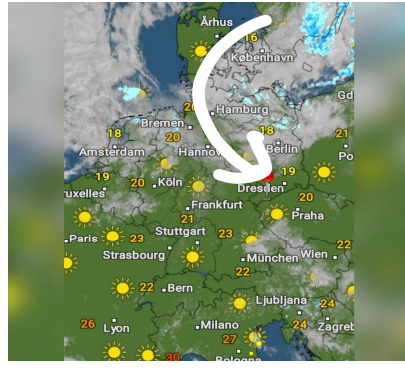 Århus
16
København
Gd
20
Hamburg
Bremen
18
20
18
21
Amsterdam
Hannov
Berlin
Po
19
20
Köln
19
ruxelles
Dresden
20
Frankfurt
21
Praha
Stuttgart
23
Paris
23
22
Strasbourg
München
Wien
22
22
Bern
Ljubljana
24
26
Lyon
Milano
24
Zagreb
27
30
Bologna